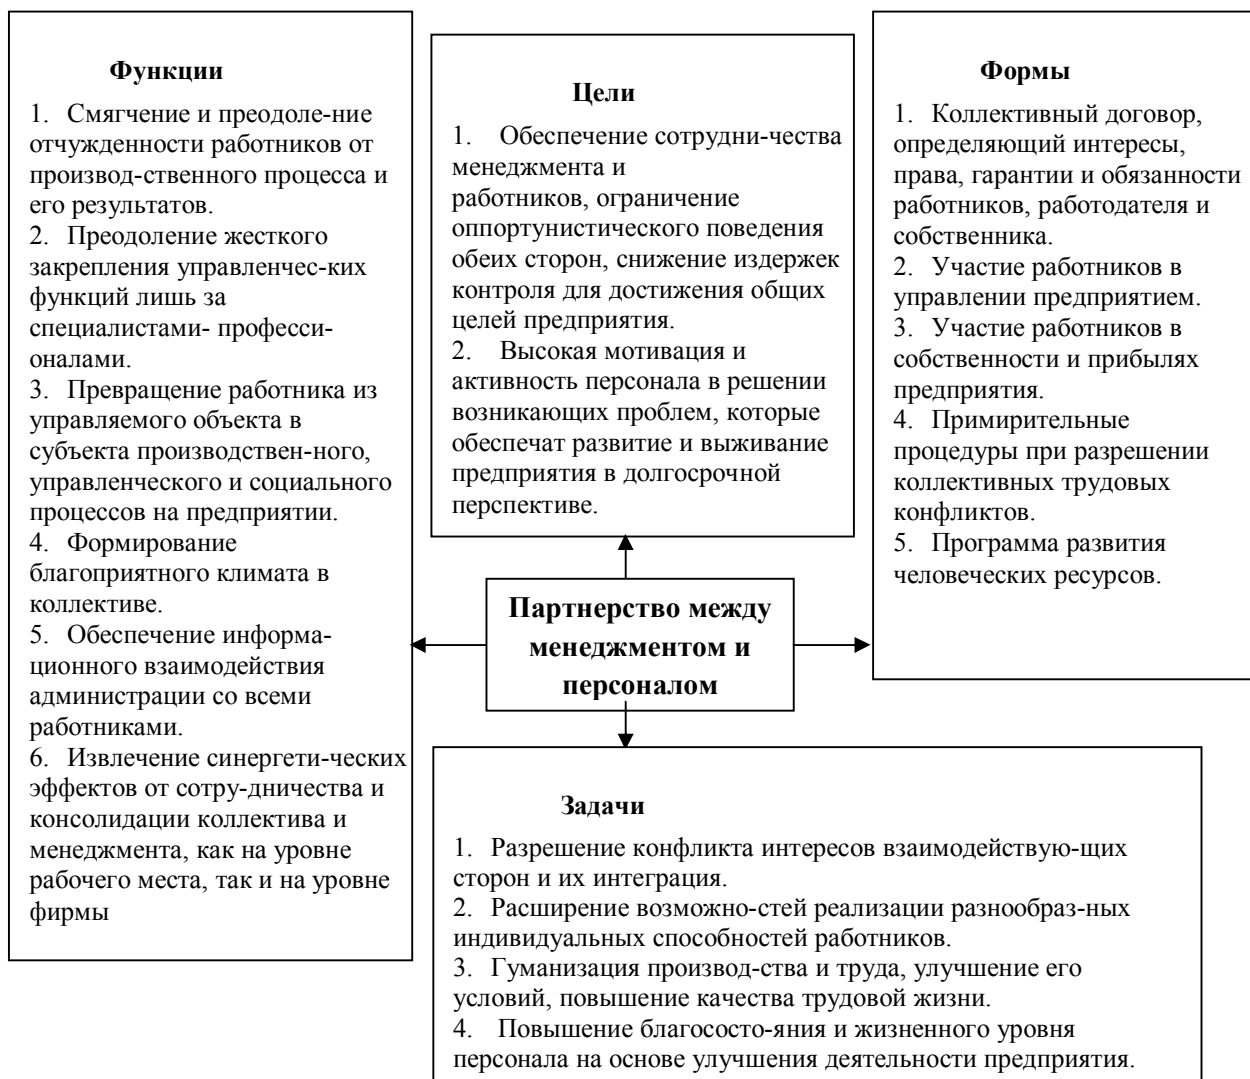 Функции
1. Смягчение и преодоле-ние
отчужденности работников от
производ-ственного процесса и
его результатов.
2. Преодоление жесткого
закрепления управленчес-ких
функций лишь за
специалистами- професси-
оналами.
3. Превращение работника из
управляемого объекта в
субъекта производствен-ного,
управленческого и социального
процессов на предприятии.
4. Формирование
благоприятного климата в
коллективе.
5. Обеспечение информа-
ционного взаимодействия
администрации со всеми
работниками.
6. Извлечение синергети-ческих
эффектов от сотру-дничества и
консолидации коллектива и
менеджмента, как на уровне
рабочего места, так и на уровне
фирмы
Цели
1. Обеспечение сотрудни-чества
менеджмента и
работников, ограничение
оппортунистического поведения
обеих сторон, снижение издержек
контроля для достижения общих
целей предприятия.
2. Высокая мотивация и
активность персонала в решении
возникающих проблем, которые
обеспечат развитие и выживание
предприятия в долгосрочной
перспективе.
Формы
1. Коллективный договор,
определяющий интересы,
права, гарантии и обязанности
работников, работодателя и
собственника.
2. Участие работников в
управлении предприятием.
3. Участие работников в
собственности и прибылях
предприятия.
4. Примирительные
процедуры при разрешении
коллективных трудовых
конфликтов.
5. Программа развития
человеческих ресурсов.
Партнерство между
менеджментом и
персоналом
Задачи
1. Разрешение конфликта интересов взаимодействую-щих
сторон и их интеграция.
2. Расширение возможно-стей реализации разнообраз-ных
индивидуальных способностей работников.
3. Гуманизация производ-ства и труда, улучшение его
условий, повышение качества трудовой жизни.
4. Повышение благососто-яния и жизненного уровня
персонала на основе улучшения деятельности предприятия.